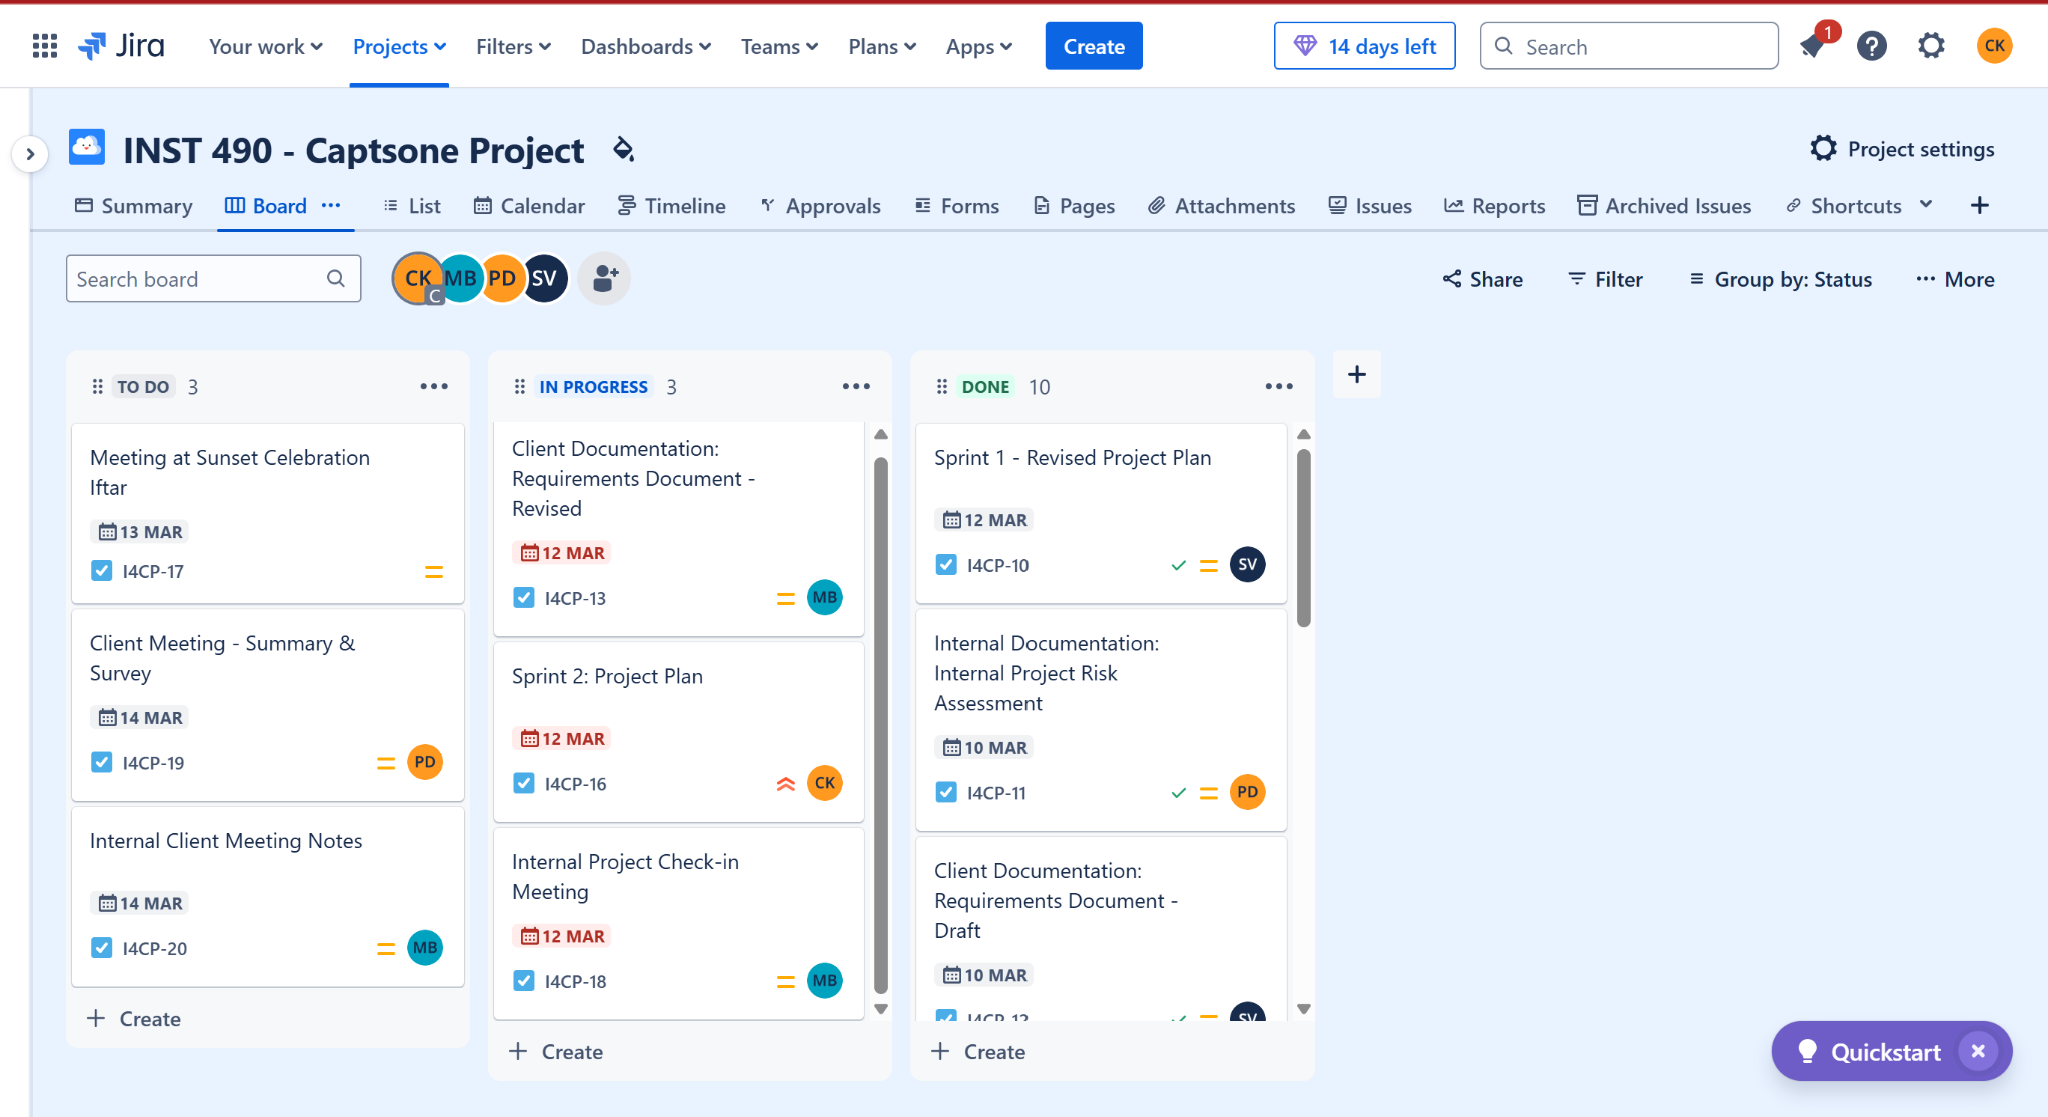 Jira
Your work
Projects
Filters
Dashboards
Teams
Plans
Apps
Create
14 days left
Search
1
CK
INST 490 - Captsone Project
Project settings
Summary
Board
List
Calendar
Timeline
Approvals
Forms
Pages
Attachments
Issues
Reports
Archived Issues
Shortcuts
Search board
CK
C
MB
PD
SV
Share
Filter
Group by: Status
More
TO DO 3
Meeting at Sunset Celebration
Iftar
13 MAR
I4CP-17
Client Meeting - Summary &
Survey
14 MAR
I4CP-19
PD
Internal Client Meeting Notes
14 MAR
I4CP-20
MB
Create
IN PROGRESS 3
Client Documentation:
Requirements Document -
Revised
12 MAR
I4CP-13
MB
Sprint 2: Project Plan
12 MAR
I4CP-16
CK
Internal Project Check-in
Meeting
12 MAR
I4CP-18
MB
Create
DONE 10
Sprint 1 - Revised Project Plan
12 MAR
I4CP-10
SV
Internal Documentation:
Internal Project Risk
Assessment
10 MAR
I4CP-11
PD
Client Documentation:
Requirements Document -
Draft
10 MAR
I4CP-12
SV
Create
Quickstart